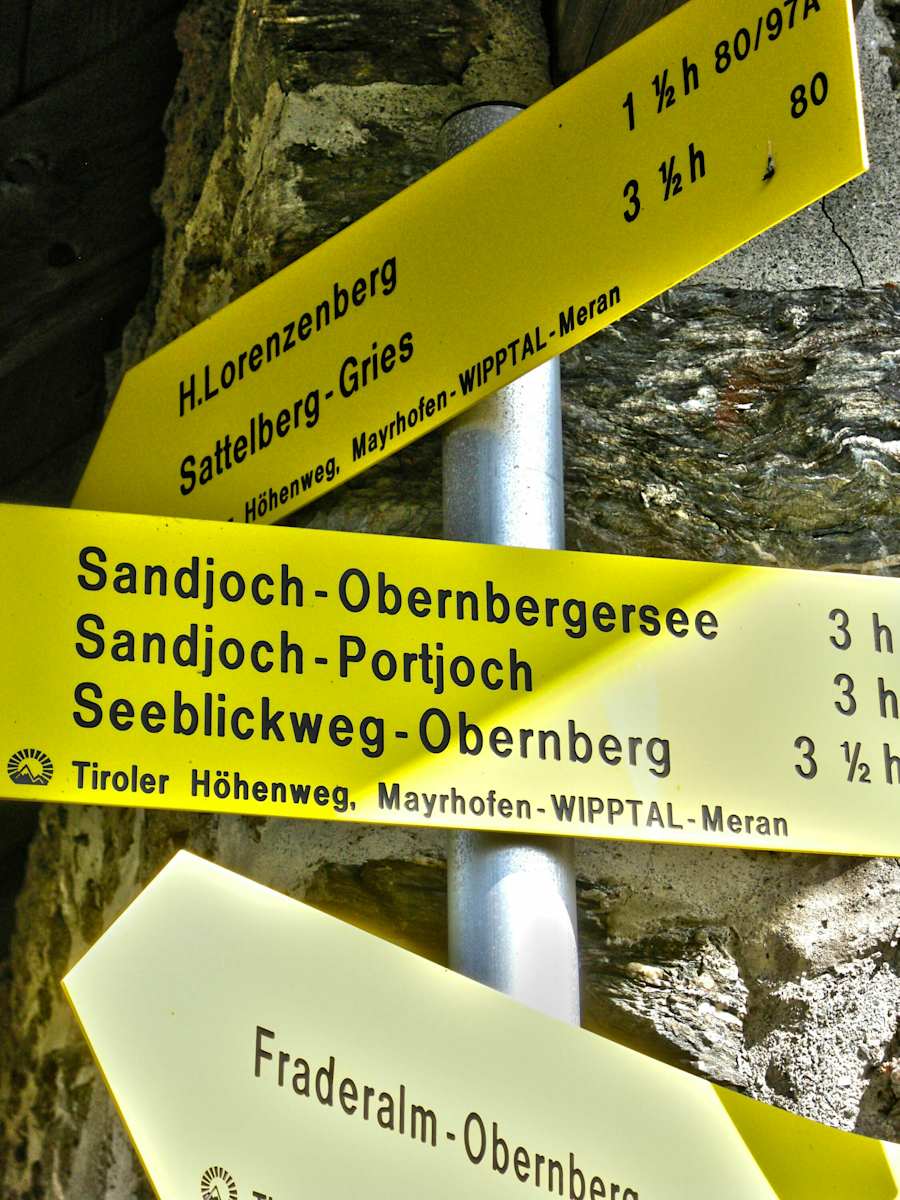 H.Lorenzenberg 1 ½ h 80/97A
Sattelberg-Gries 3 ½ h 80
Höhenweg, Mayrhofen-WIPPTAL-Meran
Sandjoch-Obernbergersee 3 h
Sandjoch-Portjoch 3 h
Seeblickweg-Obernberg 3 ½ h
Tiroler Höhenweg, Mayrhofen-WIPPTAL-Meran
Fraderalm-Obernberg